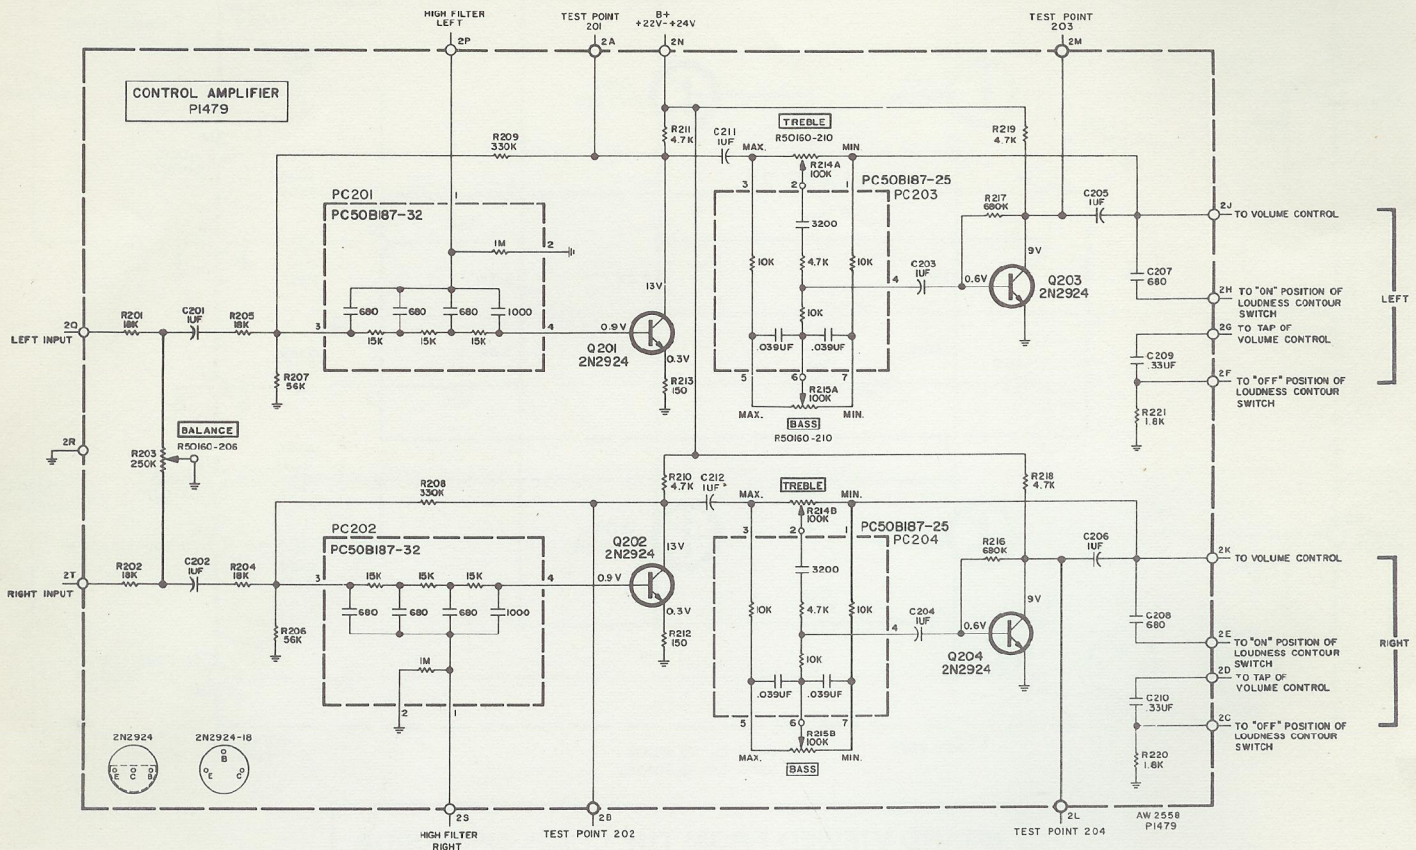 HIGH FILTER
LEFT
2P
TEST POINT
201
2A
B+
+22V-+24V
2N
TEST POINT
203
2M
CONTROL AMPLIFIER
P1479
R209
330K
R211
4.7K
C211
1UF
TREBLE
R50160-210
MAX.
MIN
R214A
100K
R219
4.7K
PC201
PC50B187-32
1
1M
2
680
680
680
1000
3
15K
15K
15K
4
3
2
1
PC50B187-25
PC203
3200
10K
4.7K
10K
10K
.039UF
.039UF
4
5
6
7
R215A
100K
MAX.
MIN.
BASS
R50160-210
C203
1UF
R217
680K
0.6V
9V
Q203
2N2924
C205
1UF
2J
TO VOLUME CONTROL
C207
680
2H
TO "ON" POSITION OF
LOUDNESS CONTOUR
SWITCH
2G
TO TAP OF
VOLUME CONTROL
C209
.33UF
2F
TO "OFF" POSITION OF
LOUDNESS CONTOUR
SWITCH
R221
1.8K
LEFT
2Q
LEFT INPUT
R201
18K
C201
1UF
R205
18K
R207
56K
13V
0.9V
Q201
2N2924
0.3V
R213
150
2R
BALANCE
R50160-206
R203
250K
R208
330K
R210
4.7K
C212
1UF
TREBLE
MAX.
MIN.
R214B
100K
R218
4.7K
PC202
PC50B187-32
3
15K
15K
15K
4
680
680
680
1000
1M
2
1
Q202
2N2924
13V
0.9V
0.3V
R212
150
3
2
1
PC50B187-25
PC204
3200
10K
4.7K
10K
10K
.039UF
.039UF
4
5
6
7
R215B
100K
MAX.
MIN.
BASS
C204
1UF
R216
680K
0.6V
9V
Q204
2N2924
C206
1UF
2K
TO VOLUME CONTROL
C208
680
2E
TO "ON" POSITION OF
LOUDNESS CONTOUR
SWITCH
2D
TO TAP OF
VOLUME CONTROL
C210
.33UF
2C
TO "OFF" POSITION OF
LOUDNESS CONTOUR
SWITCH
R220
1.8K
RIGHT
2T
RIGHT INPUT
R202
18K
C202
1UF
R204
18K
R206
56K
2N2924
E C B
2N2924-18
B
E C
2S
HIGH FILTER
RIGHT
2B
TEST POINT 202
2L
TEST POINT 204
AW 2558
P1479